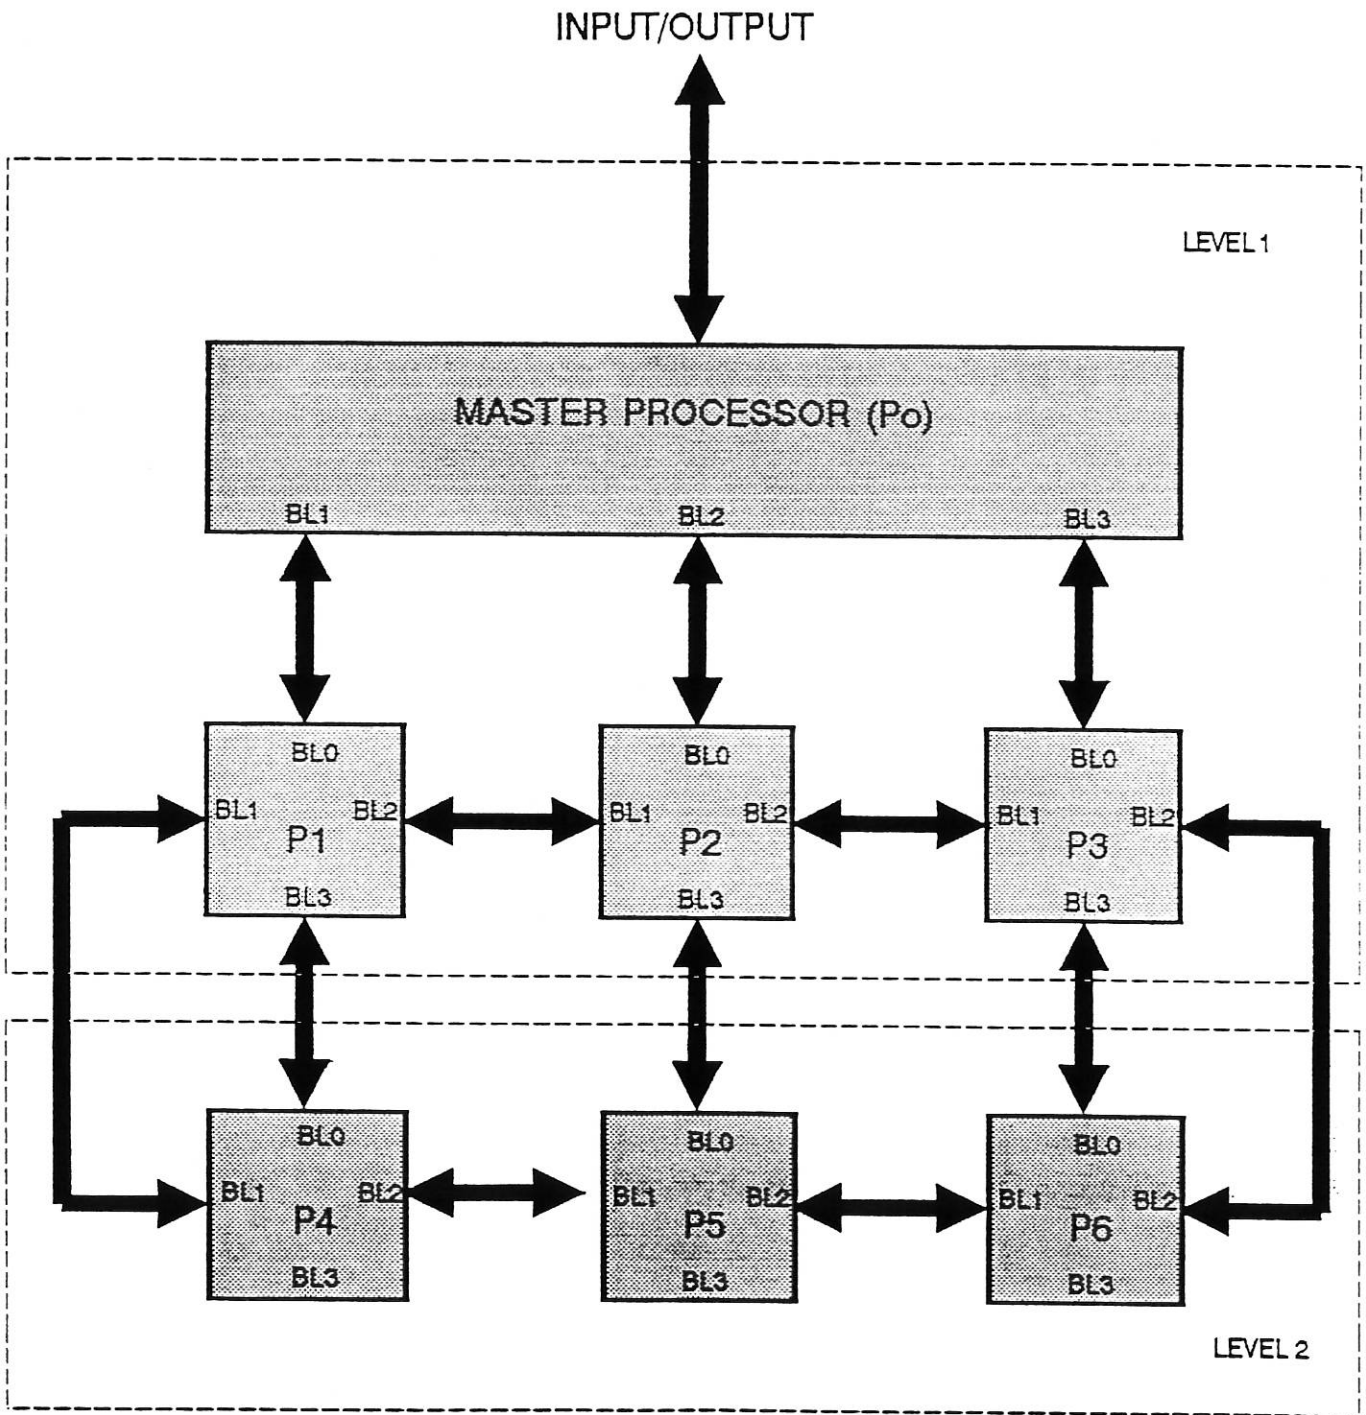 INPUT/OUTPUT
LEVEL 1
MASTER PROCESSOR (Po)
BL1 BL2 BL3
BL0 BL0 BL0
BL1 BL2 BL1 BL2 BL1 BL2
P1 P2 P3
BL3 BL3 BL3
BL0 BL0 BL0
BL1 BL2 BL1 BL2 BL1 BL2
P4 P5 P6
BL3 BL3 BL3
LEVEL 2